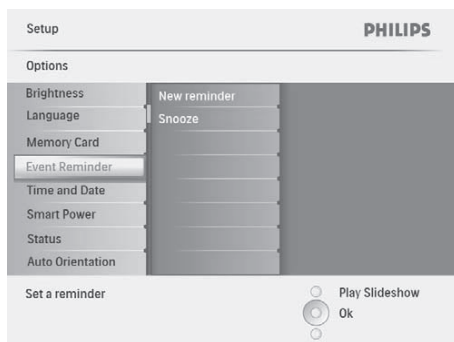 Setup
PHILIPS
Options
Brightness
Language
Memory Card
Event Reminder
Time and Date
Smart Power
Status
Auto Orientation
New reminder
Snooze
Set a reminder
Play Slideshow
Ok